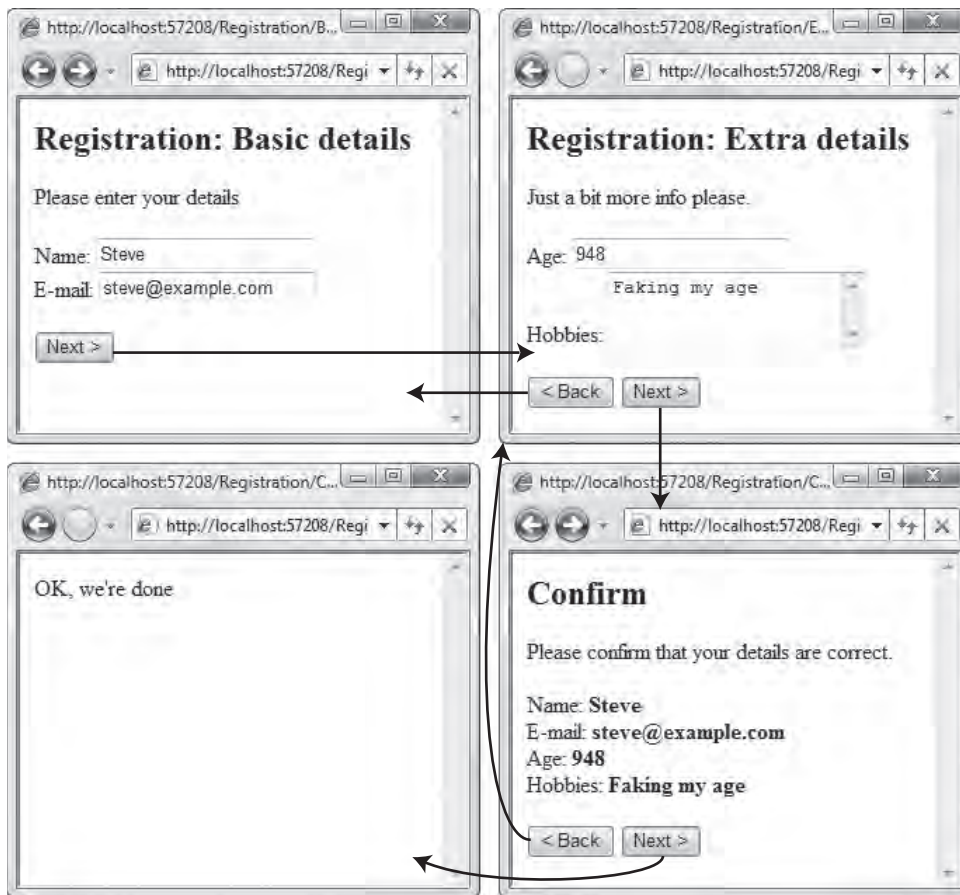 http://localhost:57208/Registration/B...
http://localhost:57208/Regi
Registration: Basic details
Please enter your details
Name: Steve
E-mail: steve@example.com
Next >
http://localhost:57208/Registration/E...
http://localhost:57208/Regi
Registration: Extra details
Just a bit more info please.
Age: 948
Faking my age
Hobbies:
< Back Next >
http://localhost:57208/Registration/C...
http://localhost:57208/Regi
OK, we're done
http://localhost:57208/Registration/C...
http://localhost:57208/Regi
Confirm
Please confirm that your details are correct.
Name: Steve
E-mail: steve@example.com
Age: 948
Hobbies: Faking my age
< Back Next >